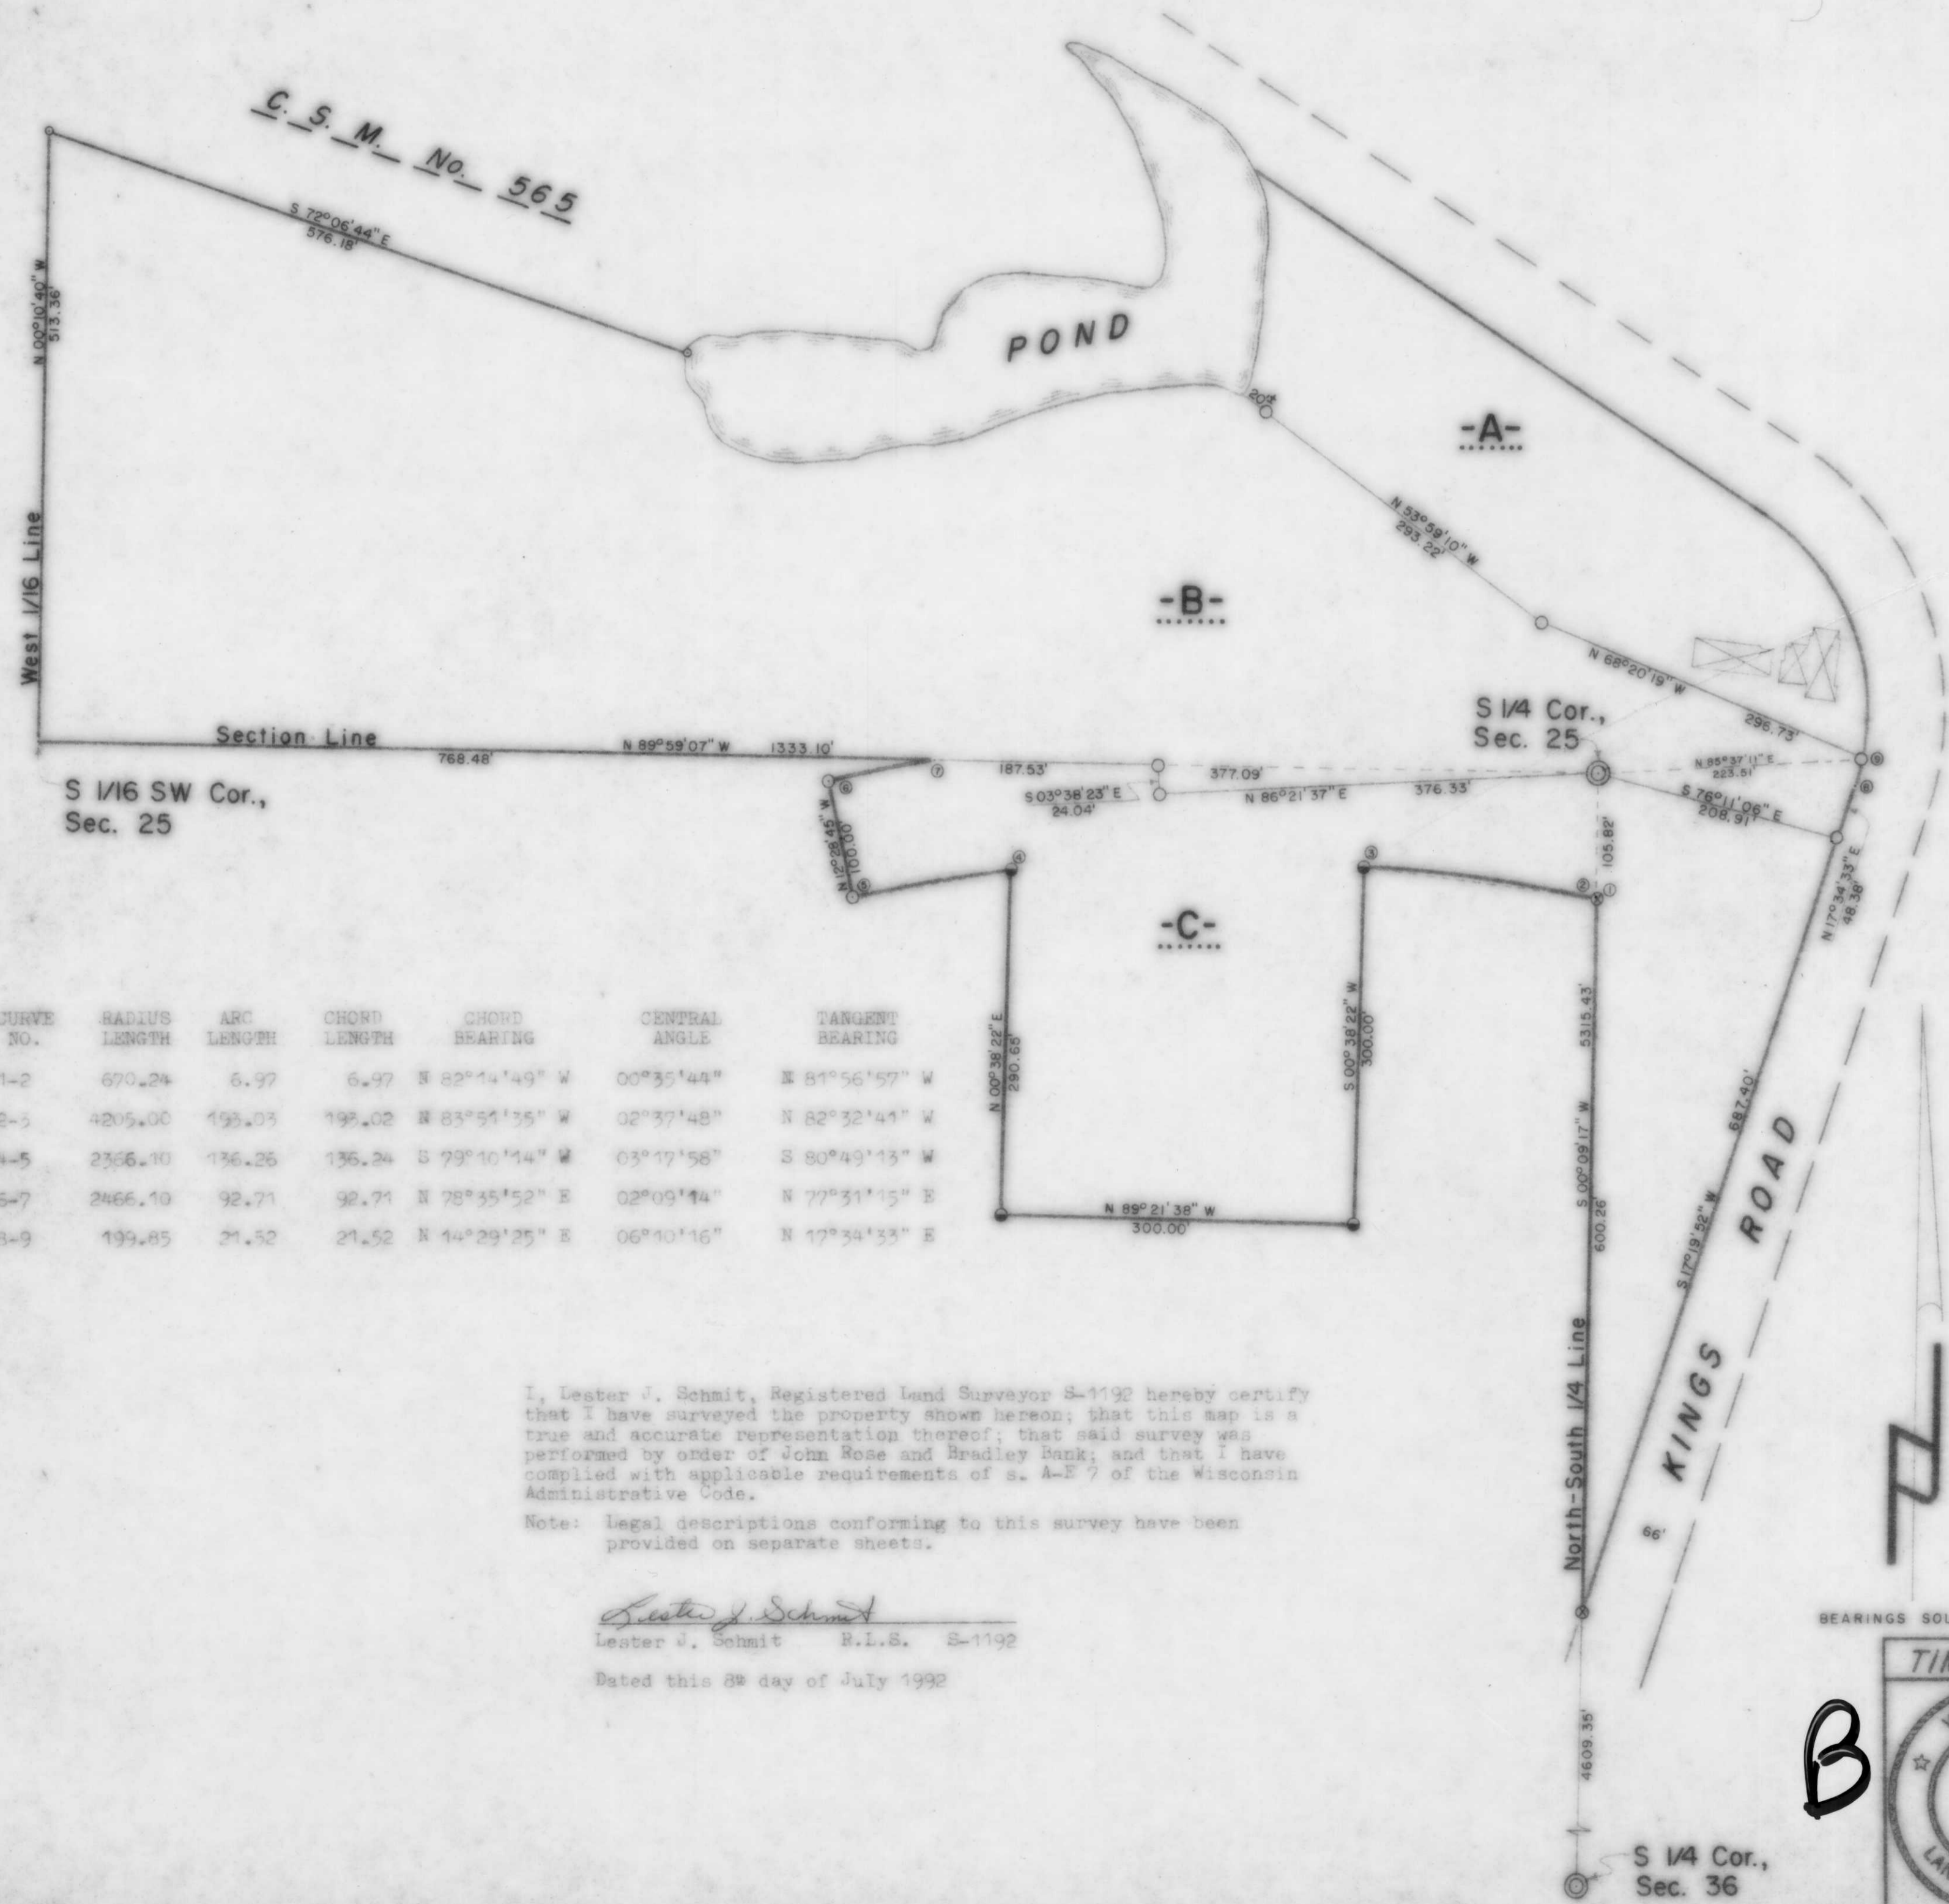 C. S. M. No. 565
S 72°06'44" E
576.18'
N 00°10'40" W
513.36'
West 1/16 Line
POND
20'±
-A-
N 53°59'10" W
293.22'
-B-
N 68°20'19" W
S 1/4 Cor.,
Sec. 25
Section Line
768.48'
N 89°59'07" W
1333.10'
187.53'
377.09'
N 85°37'11" E
223.51'
S 1/16 SW Cor.,
Sec. 25
S 03°38'23" E
24.04'
N 86°21'37" E
376.33'
S 76°11'06" E
208.91'
N 12°28'45" W
100.00'
105.82'
N 17°34'33" E
48.38'
-C-
N 00°38'22" E
290.65'
S 00°38'22" W
300.00'
5315.43'
S 00°09'17" W
600.26'
687.40'
S 17°19'52" W
N 89°21'38" W
300.00'
KINGS ROAD
66'
North-South 1/4 Line
CURVE NO. RADIUS LENGTH ARC LENGTH CHORD LENGTH CHORD BEARING CENTRAL ANGLE TANGENT BEARING
1-2 670.24 6.97 6.97 N 82°14'49" W 00°35'44" N 81°56'57" W
2-3 4205.00 193.03 193.02 N 83°51'35" W 02°37'48" N 82°32'41" W
4-5 2366.10 136.26 136.24 S 79°10'14" W 03°17'58" S 80°49'13" W
6-7 2466.10 92.71 92.71 N 78°35'52" E 02°09'14" N 77°31'15" E
8-9 199.85 21.52 21.52 N 14°29'25" E 06°10'16" N 17°34'33" E
I, Lester J. Schmit, Registered Land Surveyor S-1192 hereby certify
that I have surveyed the property shown hereon; that this map is a
true and accurate representation thereof; that said survey was
performed by order of John Rose and Bradley Bank; and that I have
complied with applicable requirements of s. A-E 7 of the Wisconsin
Administrative Code.
Note: Legal descriptions conforming to this survey have been
provided on separate sheets.
Lester J. Schmit
Lester J. Schmit R.L.S. S-1192
Dated this 8th day of July 1992
BEARINGS
4609.35'
B
S 1/4 Cor.,
Sec. 36